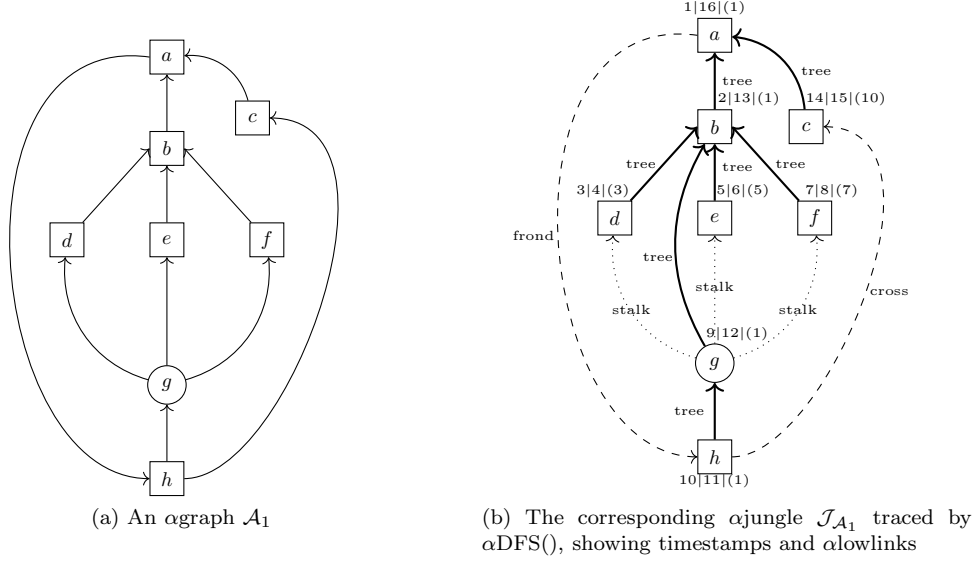 a
c
b
d
e
f
g
h
(a) An αgraph 𝒜₁
1|16|(1)
a
tree
tree
2|13|(1)
14|15|(10)
b
c
tree
tree
tree
3|4|(3)
5|6|(5)
7|8|(7)
d
e
f
frond
tree
stalk
cross
stalk
stalk
9|12|(1)
g
tree
h
10|11|(1)
(b) The corresponding αjungle 𝒥𝒜₁ traced by
αDFS(), showing timestamps and αlowlinks